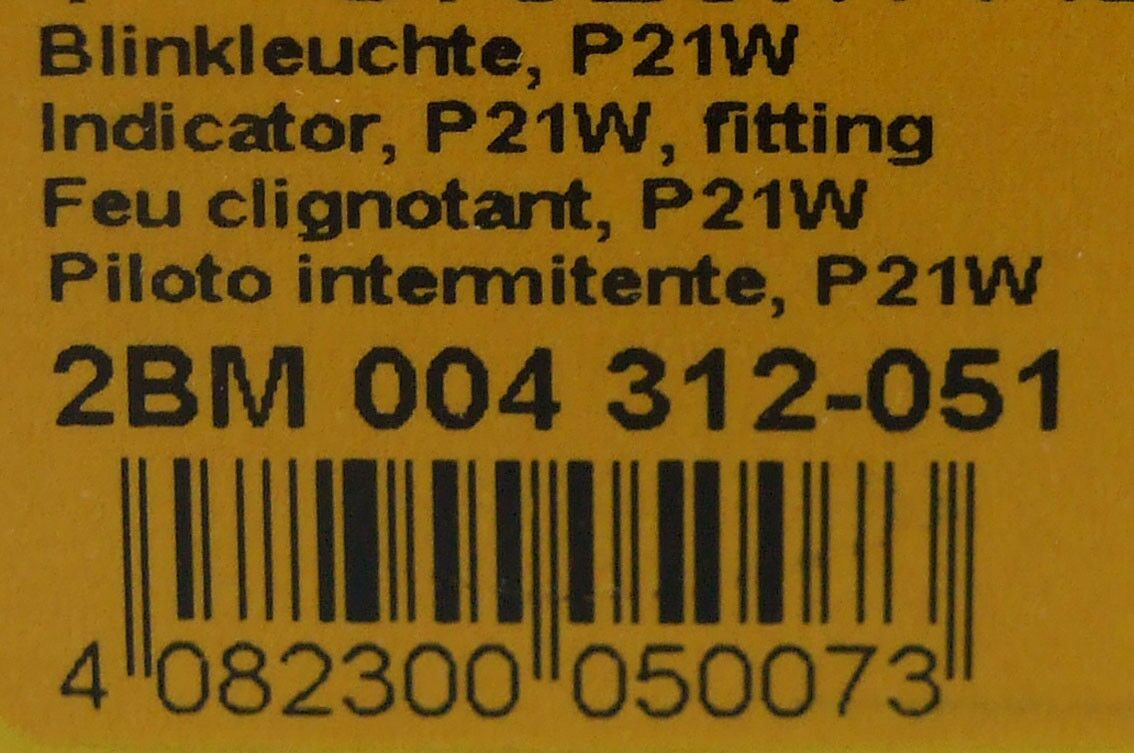 Blinkleuchte, P21W
Indicator, P21W, fitting
Feu clignotant, P21W
Piloto intermitente, P21W
2BM 004 312-051
4 082300 050073